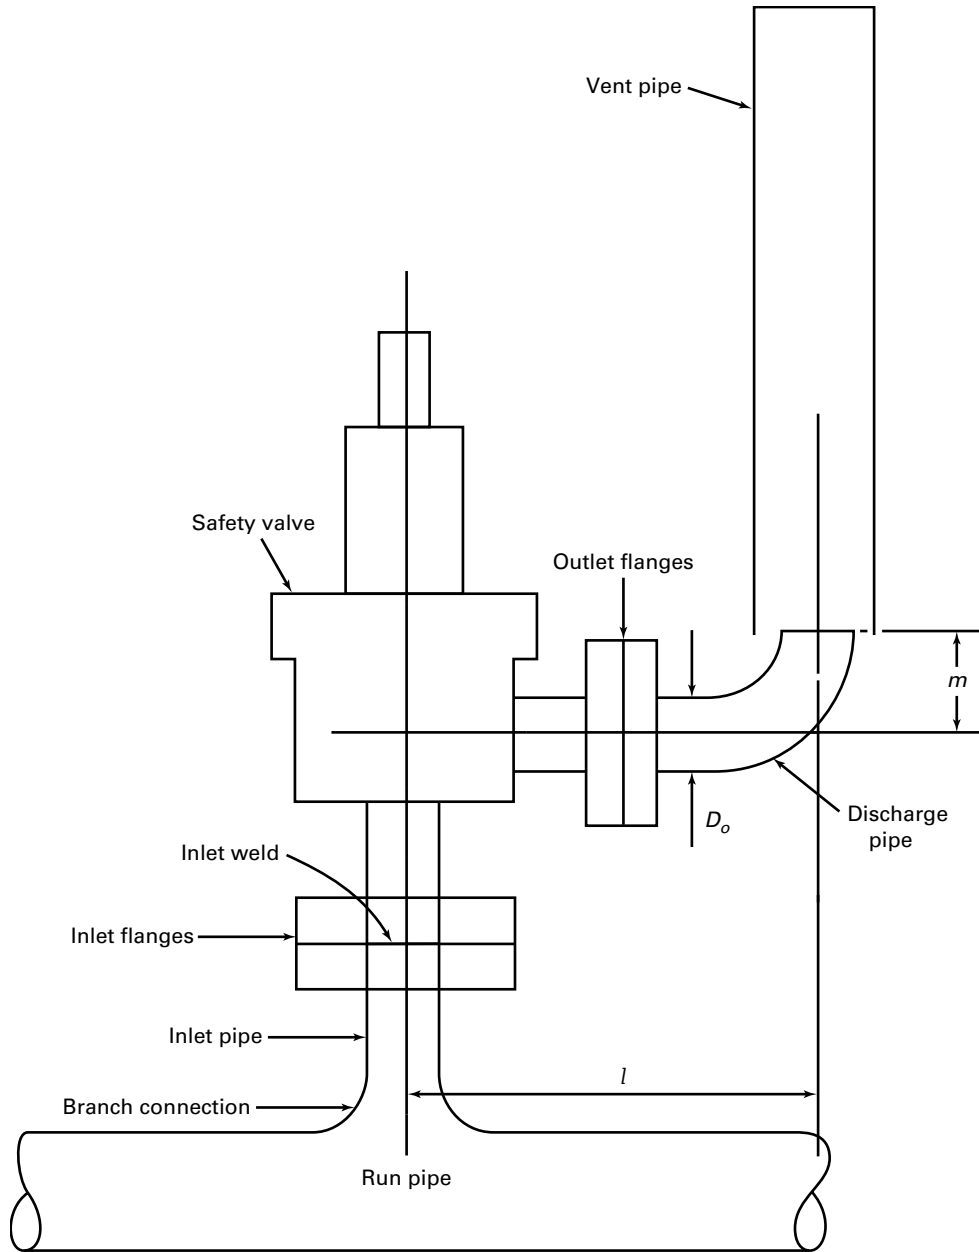 Vent pipe
Safety valve
Outlet flanges
m
D_o
Discharge
pipe
Inlet weld
Inlet flanges
Inlet pipe
l
Branch connection
Run pipe